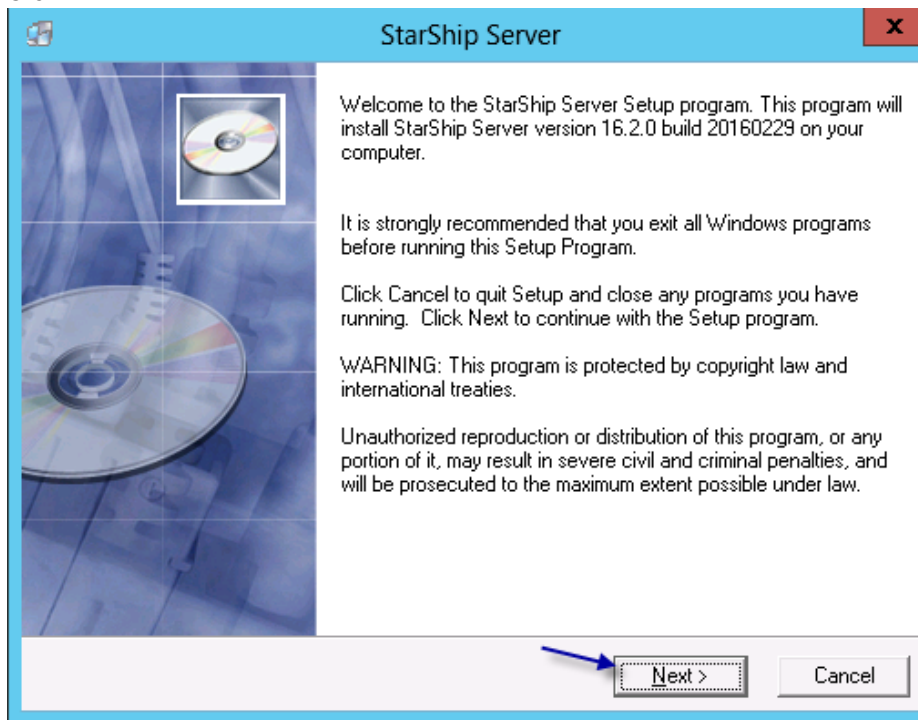 StarShip Server
x
Welcome to the StarShip Server Setup program. This program will
install StarShip Server version 16.2.0 build 20160229 on your
computer.
It is strongly recommended that you exit all Windows programs
before running this Setup Program.
Click Cancel to quit Setup and close any programs you have
running. Click Next to continue with the Setup program.
WARNING: This program is protected by copyright law and
international treaties.
Unauthorized reproduction or distribution of this program, or any
portion of it, may result in severe civil and criminal penalties, and
will be prosecuted to the maximum extent possible under law.
Next >
Cancel